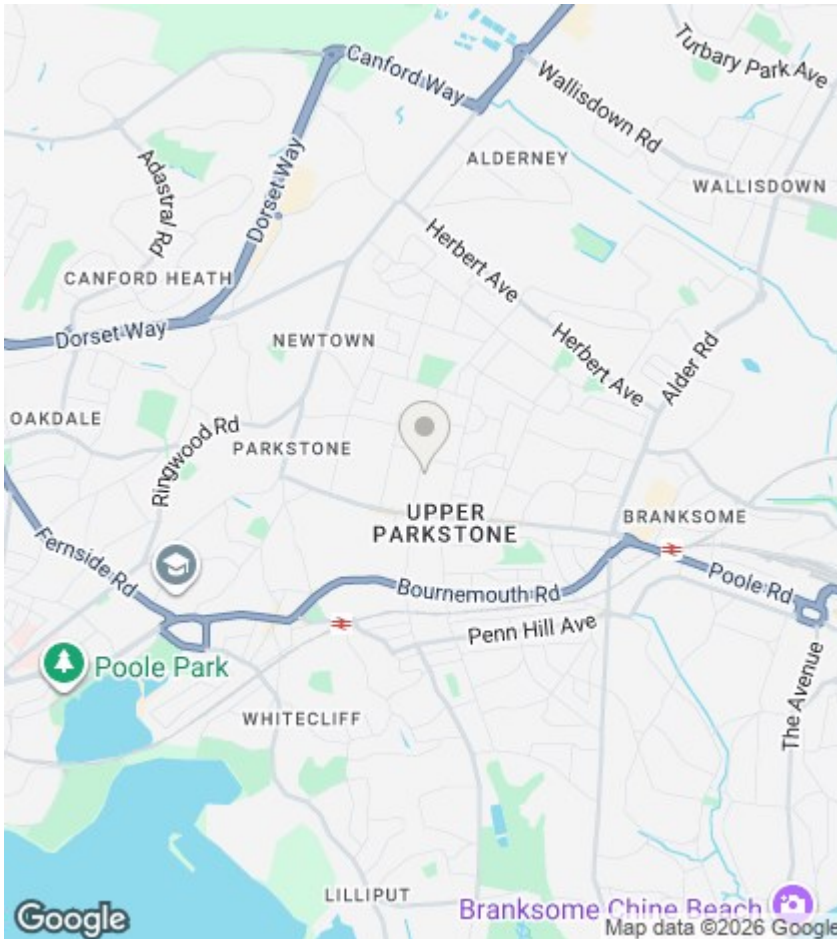 Canford Way
Turbary Park Ave
Wallisdown Rd
ALDERNEY
WALLISDOWN
Adastral Rd
Dorset Way
Herbert Ave
CANFORD HEATH
Dorset Way
NEWTOWN
Herbert Ave
Alder Rd
OAKDALE
Ringwood Rd
PARKSTONE
UPPER
PARKSTONE
BRANKSOME
Fernside Rd
Bournemouth Rd
Poole Rd
Penn Hill Ave
Poole Park
The Avenue
WHITECLIFF
LILLIPUT
Branksome Chine Beach
Google
Map data ©2026 Google